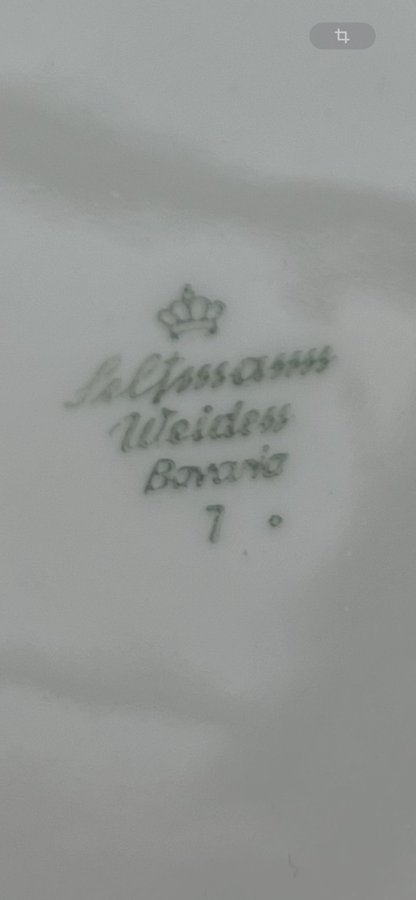 Seltmann
Weiden
Bavaria
7